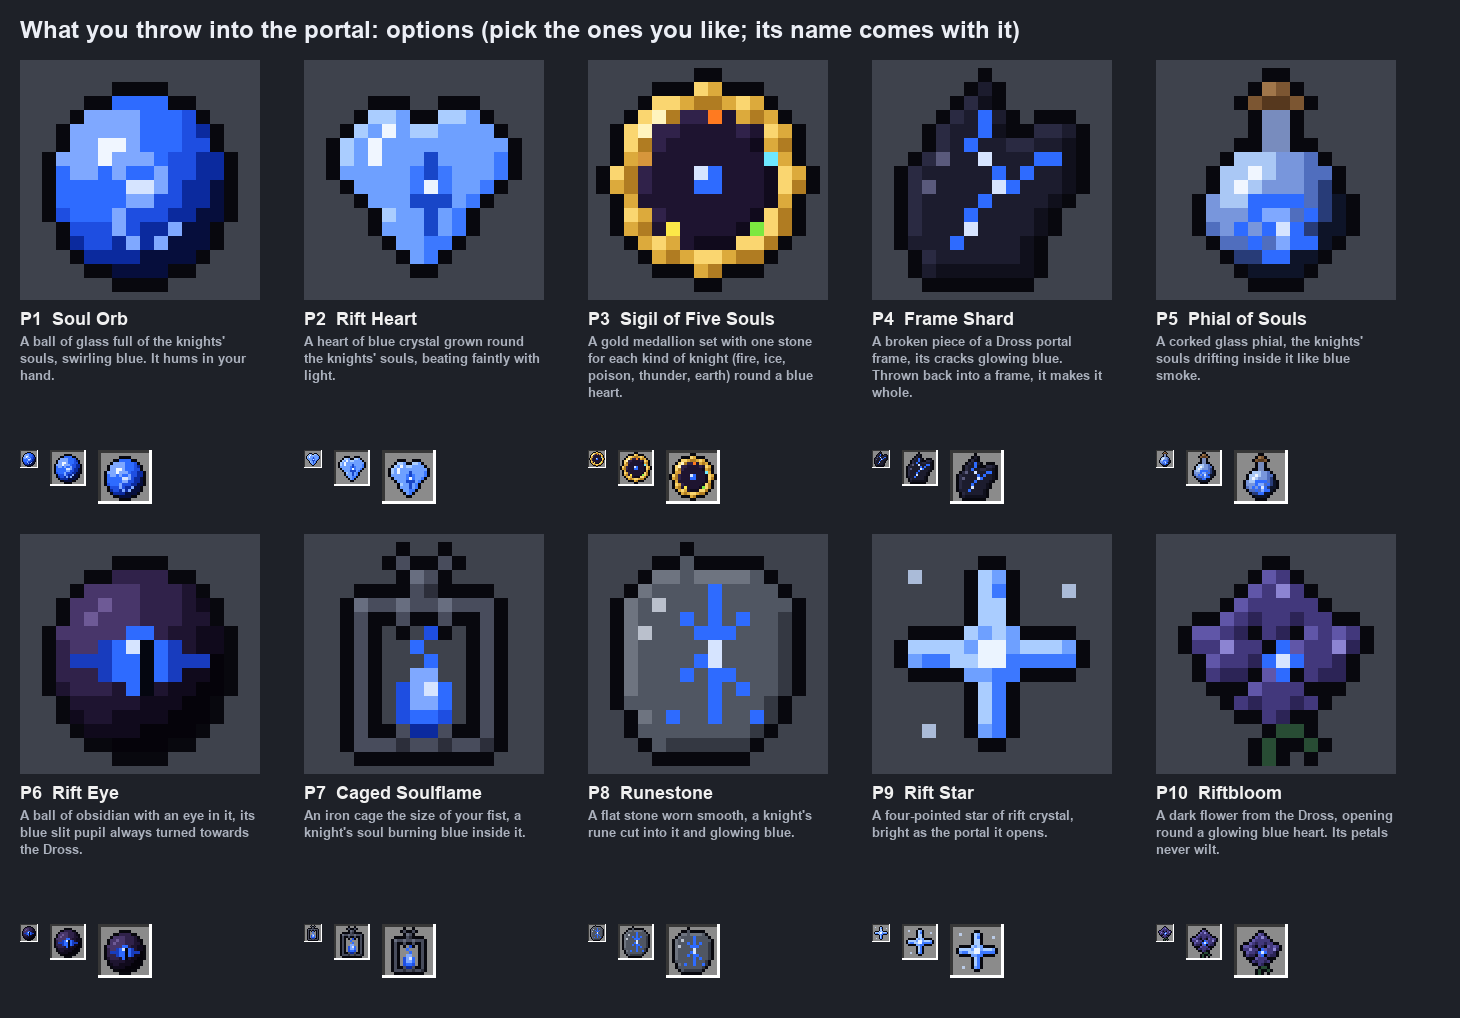 What you throw into the portal: options (pick the ones you like; its name comes with it)
P1 Soul Orb
A ball of glass full of the knights'
souls, swirling blue. It hums in your
hand.
P2 Rift Heart
A heart of blue crystal grown round
the knights' souls, beating faintly with
light.
P3 Sigil of Five Souls
A gold medallion set with one stone
for each kind of knight (fire, ice,
poison, thunder, earth) round a blue
heart.
P4 Frame Shard
A broken piece of a Dross portal
frame, its cracks glowing blue.
Thrown back into a frame, it makes it
whole.
P5 Phial of Souls
A corked glass phial, the knights'
souls drifting inside it like blue
smoke.
P6 Rift Eye
A ball of obsidian with an eye in it, its
blue slit pupil always turned towards
the Dross.
P7 Caged Soulflame
An iron cage the size of your fist, a
knight's soul burning blue inside it.
P8 Runestone
A flat stone worn smooth, a knight's
rune cut into it and glowing blue.
P9 Rift Star
A four-pointed star of rift crystal,
bright as the portal it opens.
P10 Riftbloom
A dark flower from the Dross, opening
round a glowing blue heart. Its petals
never wilt.